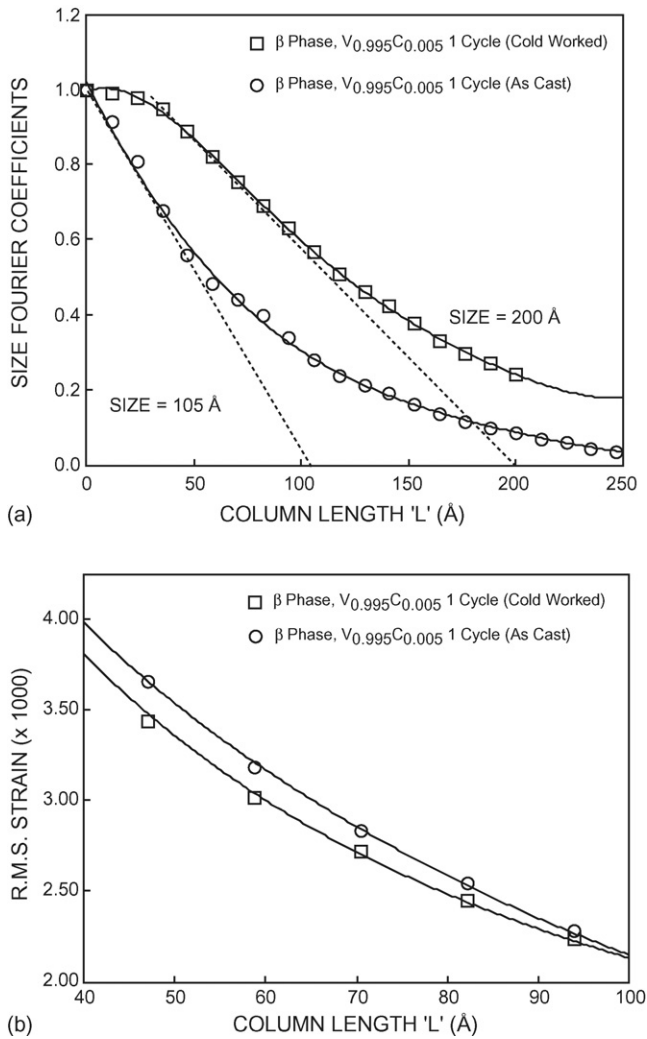 β Phase, V0.995C0.005 1 Cycle (Cold Worked)
β Phase, V0.995C0.005 1 Cycle (As Cast)
SIZE FOURIER COEFFICIENTS
1.0
0.8
0.6
0.4
0.2
0.0
SIZE = 200 Å
SIZE = 105 Å
0 50 100 150 200 250
(a) COLUMN LENGTH 'L' (Å)
β Phase, V0.995C0.005 1 Cycle (Cold Worked)
β Phase, V0.995C0.005 1 Cycle (As Cast)
R.M.S. STRAIN (x 1000)
4.00
3.50
3.00
2.50
2.00
40 50 60 70 80 90 100
(b) COLUMN LENGTH 'L' (Å)